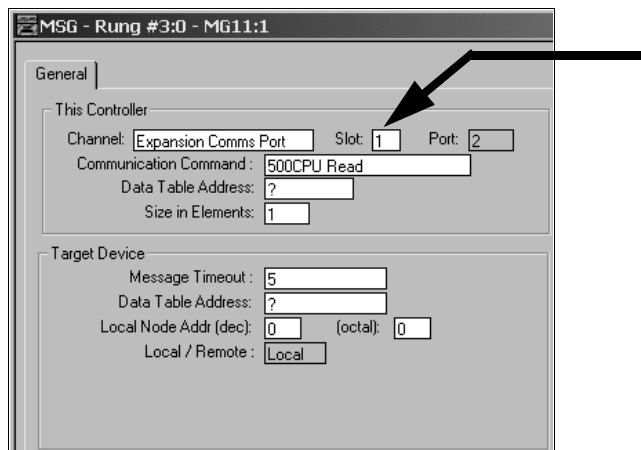 MSG - Rung #3:0 - MG11:1
General
This Controller
Channel: Expansion Comms Port Slot: 1 Port: 2
Communication Command : 500CPU Read
Data Table Address: ?
Size in Elements: 1
Target Device
Message Timeout : 5
Data Table Address: ?
Local Node Addr (dec): 0 (octal): 0
Local / Remote : Local